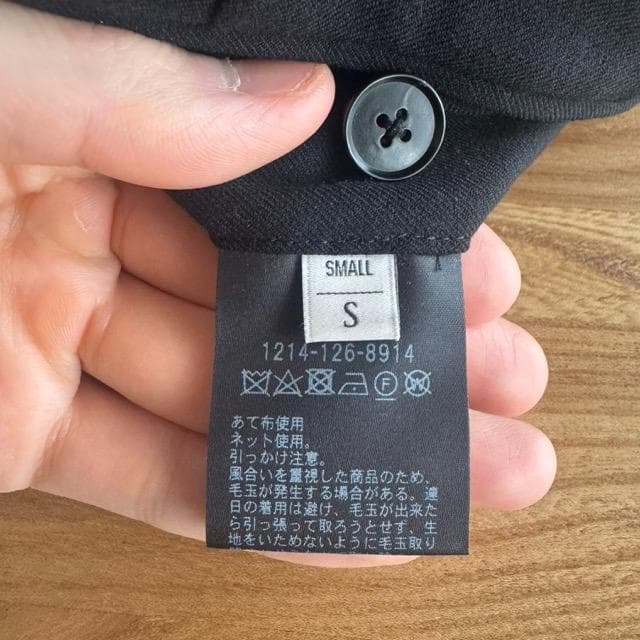 SMALL
S
1214-126-8914
F
W
あて布使用
ネット使用。
引っかけ注意。
風合いを重視した商品のため、
毛玉が発生する場合がある。連
日の着用は避け、毛玉が出来た
ら引っ張って取ろうとせず、生
地をいためないように毛玉取り